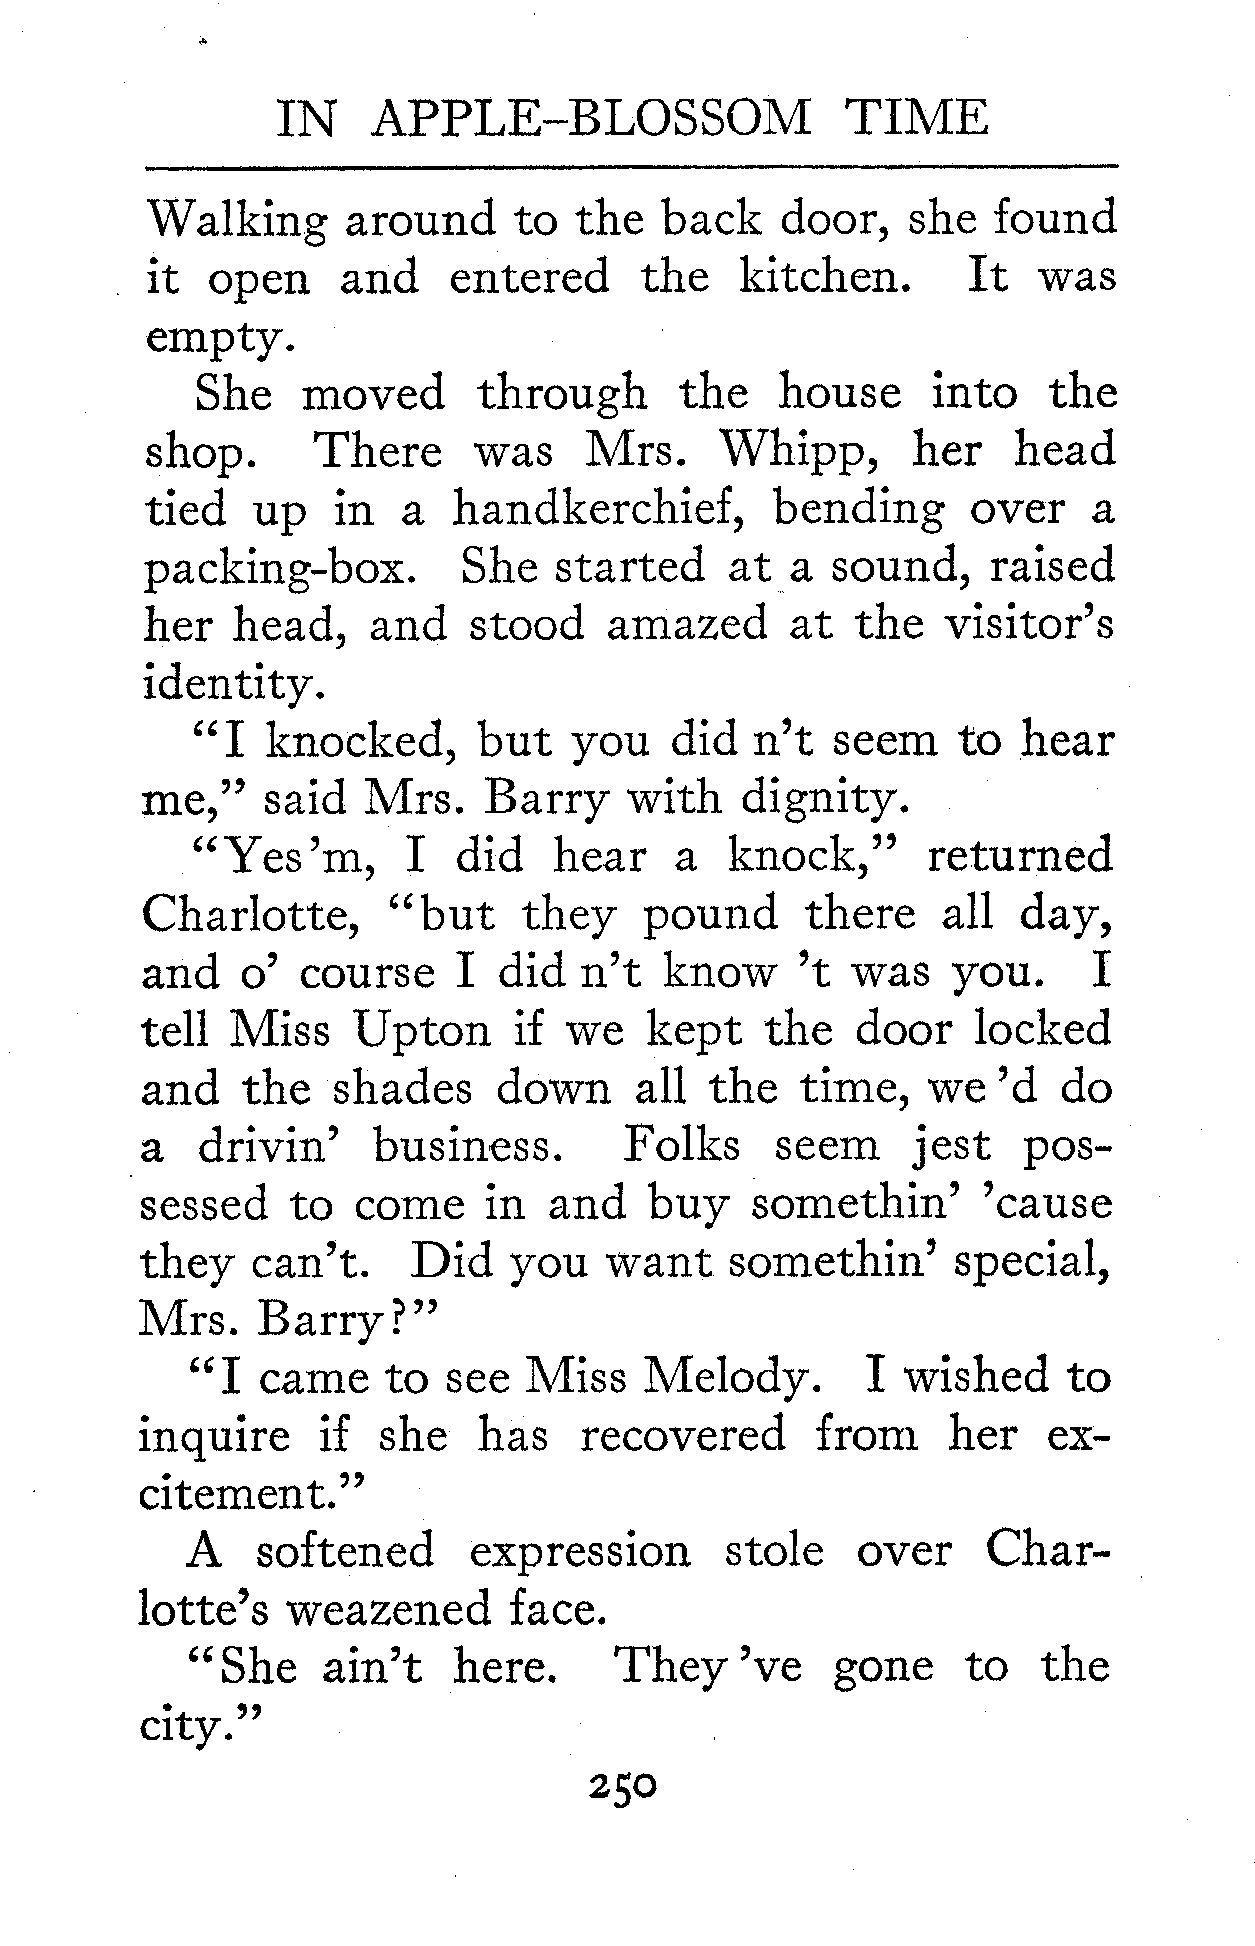 IN APPLE-BLOSSOM TIME
Walking around to the back door, she found
it open and entered the kitchen. It was
empty.
She moved through the house into the
shop. There was Mrs. Whipp, her head
tied up in a handkerchief, bending over a
packing-box. She started at a sound, raised
her head, and stood amazed at the visitor's
identity.
"I knocked, but you did n't seem to hear
me," said Mrs. Barry with dignity.
"Yes'm, I did hear a knock," returned
Charlotte, "but they pound there all day,
and o' course I did n't know 't was you. I
tell Miss Upton if we kept the door locked
and the shades down all the time, we 'd do
a drivin' business. Folks seem jest pos-
sessed to come in and buy somethin' 'cause
they can't. Did you want somethin' special,
Mrs. Barry?"
"I came to see Miss Melody. I wished to
inquire if she has recovered from her ex-
citement."
A softened expression stole over Char-
lotte's weazened face.
"She ain't here. They 've gone to the
city."
250